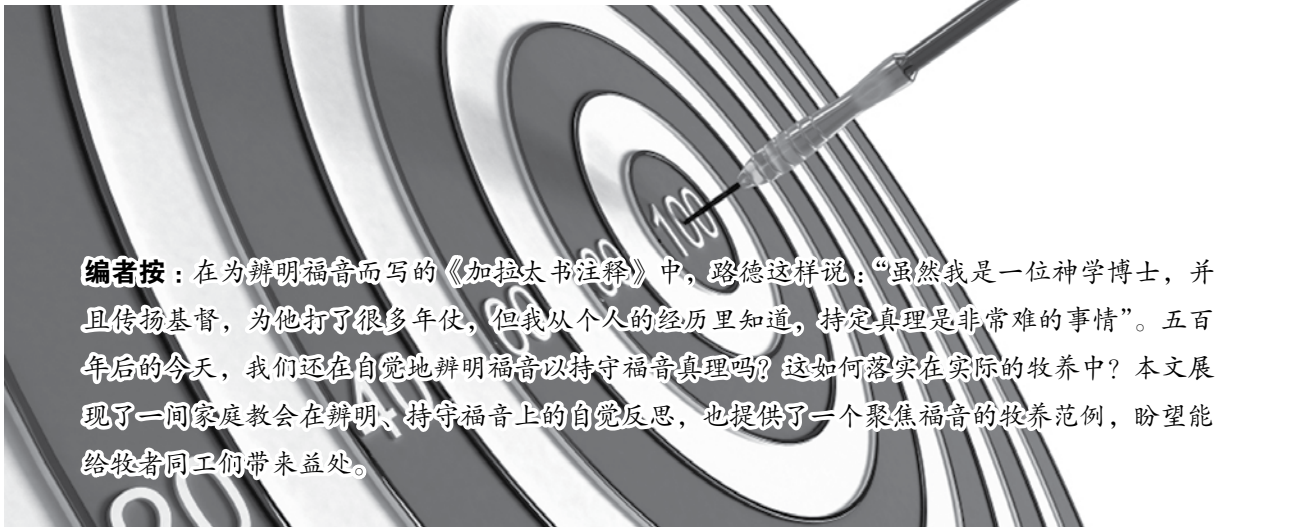 100
80
60
40
20
编者按：在为辨明福音而写的《加拉太书注释》中，路德这样说：“虽然我是一位神学博士，并
且传扬基督，为他打了很多年仗，但我从个人的经历里知道，持定真理是非常难的事情”。五百
年后的今天，我们还在自觉地辨明福音以持守福音真理吗？这如何落实在实际的牧养中？本文展
现了一间家庭教会在辨明、持守福音上的自觉反思，也提供了一个聚焦福音的牧养范例，盼望能
给牧者同工们带来益处。